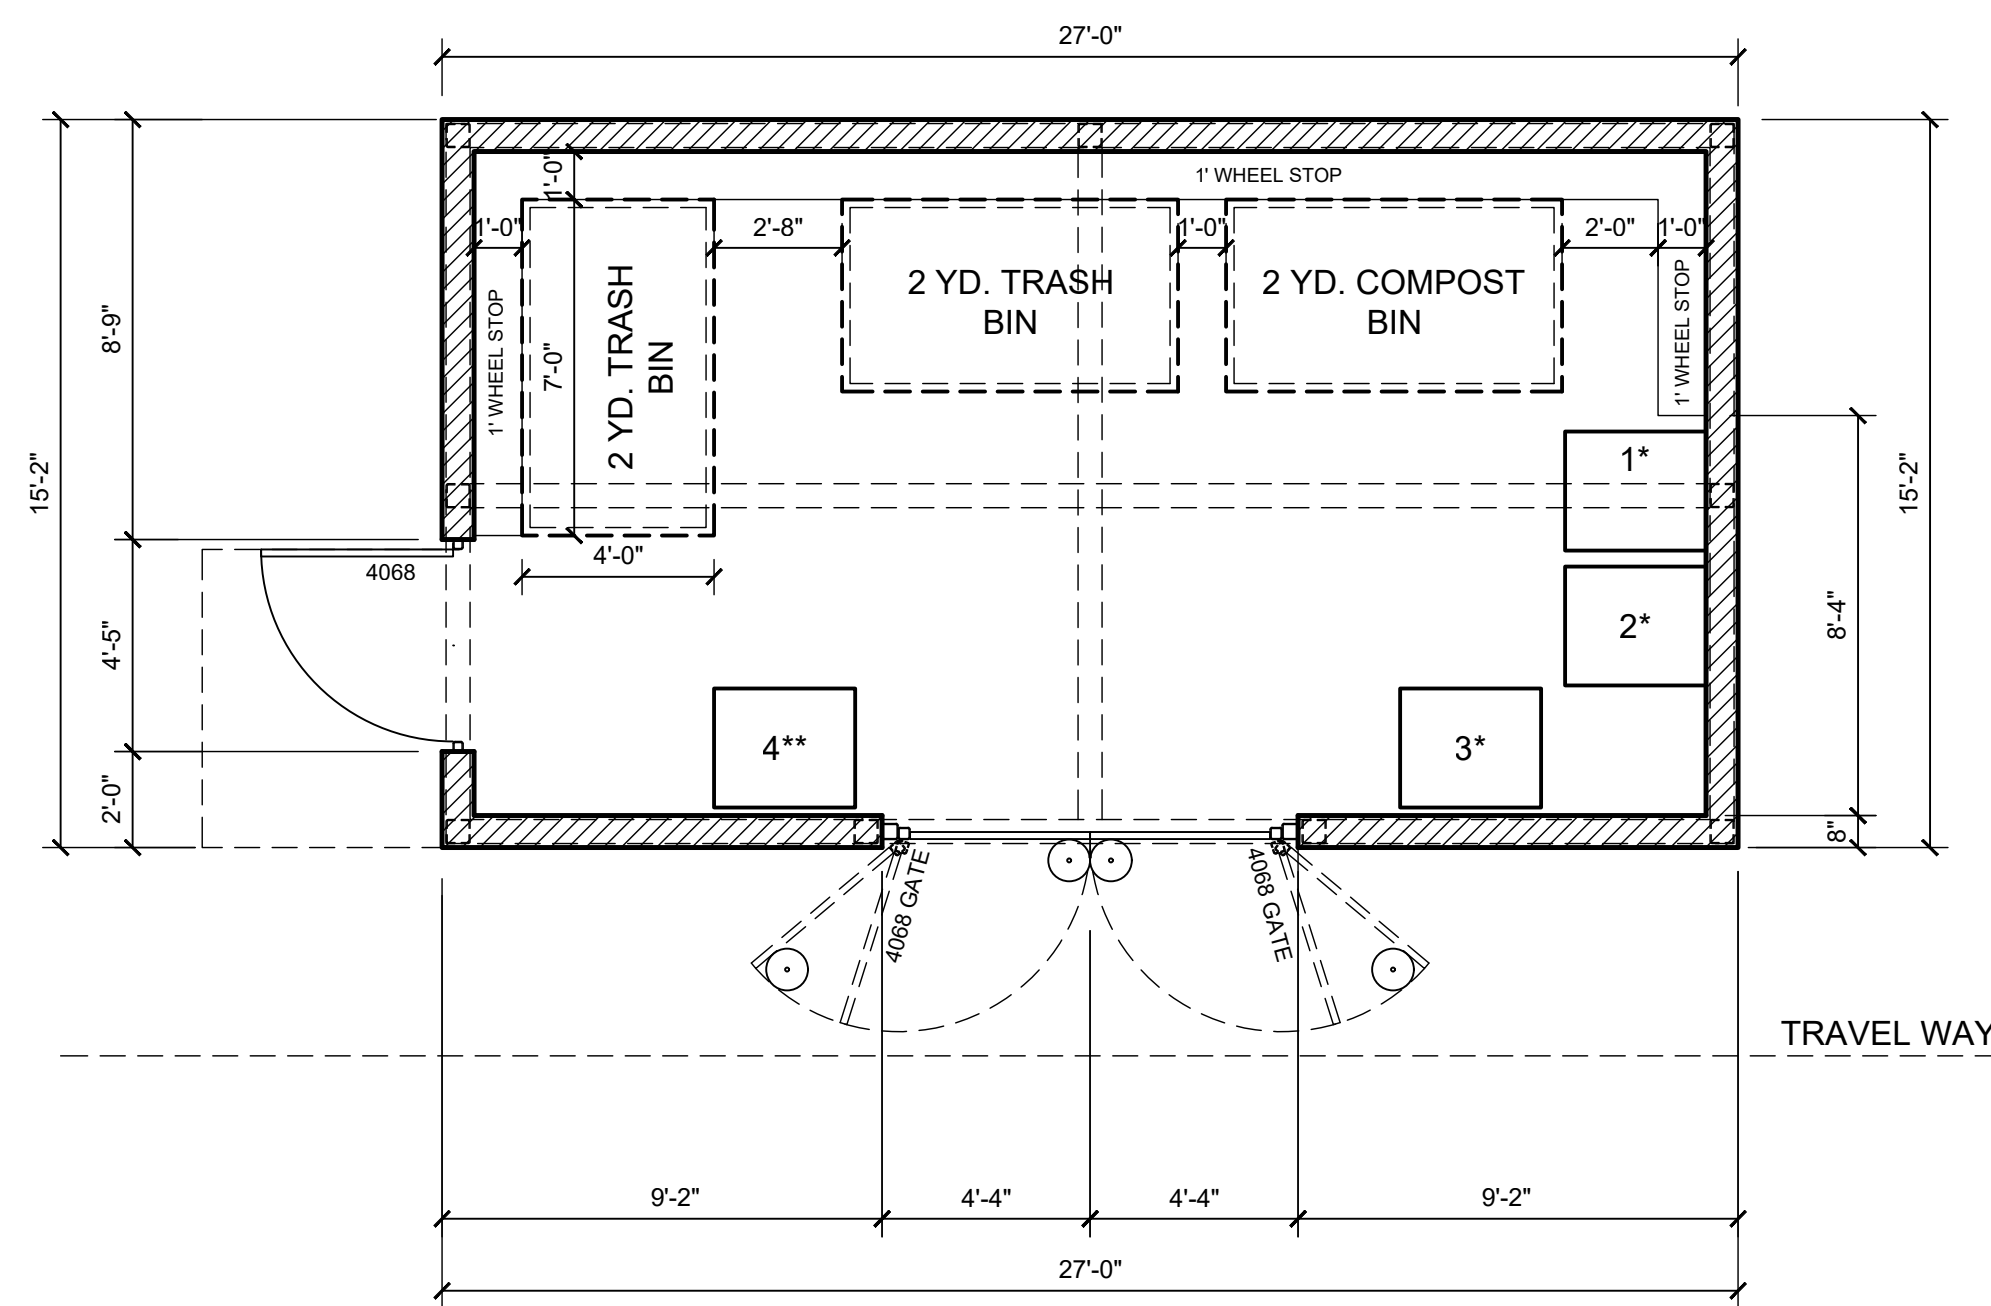 27'-0"
1'-0"
1' WHEEL STOP
1'-0"
2'-8"
1'-0"
2'-0"
1'-0"
2 YD. TRASH
BIN
2 YD. COMPOST
BIN
2 YD. TRASH
BIN
1' WHEEL STOP
1' WHEEL STOP
7'-0"
4'-0"
8'-9"
15'-2"
4'-5"
2'-0"
4068
1*
2*
3*
4**
15'-2"
8'-4"
8"
4068 GATE
4068 GATE
TRAVEL WAY
9'-2"
4'-4"
4'-4"
9'-2"
27'-0"